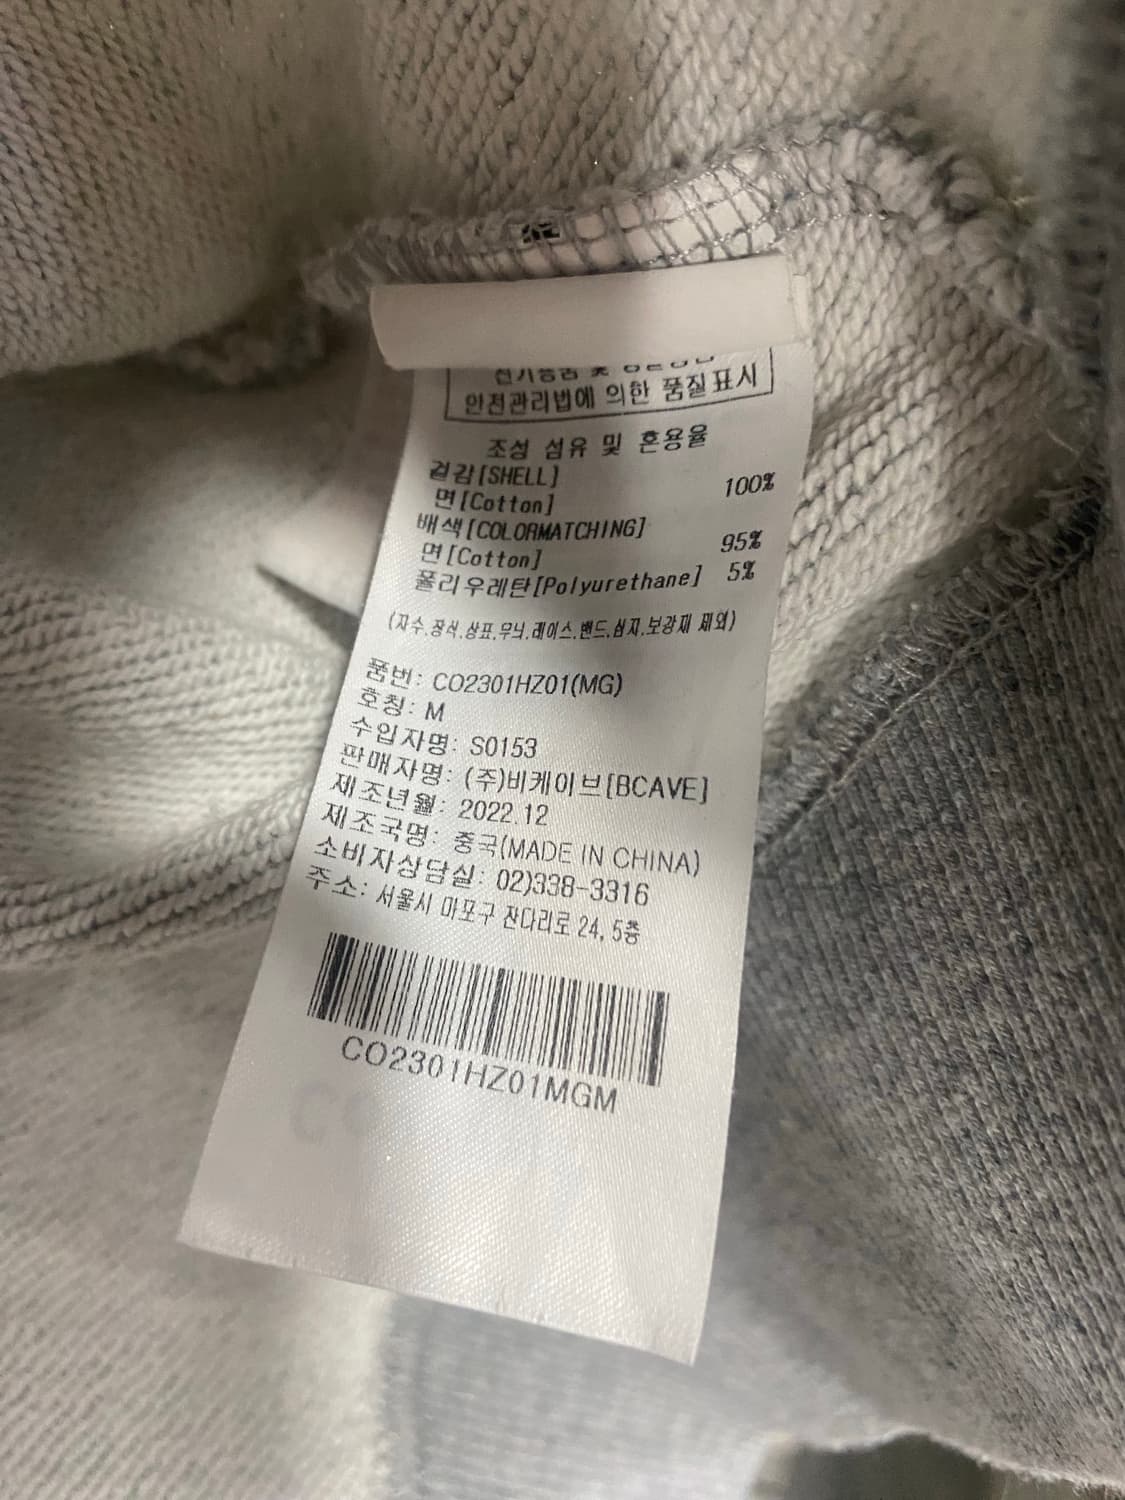 안전관리법에 의한 품질표시
조성 섬유 및 혼용율
겉감[SHELL]
면[Cotton] 100%
배색[COLORMATCHING]
면[Cotton] 95%
폴리우레탄[Polyurethane] 5%
(자수.장식.상표.무늬.레이스.밴드.심지.보강재 제외)
품번: CO2301HZ01(MG)
호칭: M
수입자명: S0153
판매자명: (주)비케이브[BCAVE]
제조년월: 2022.12
제조국명: 중국(MADE IN CHINA)
소비자상담실: 02)338-3316
주소: 서울시 마포구 잔다리로 24, 5층
CO2301HZ01MGM